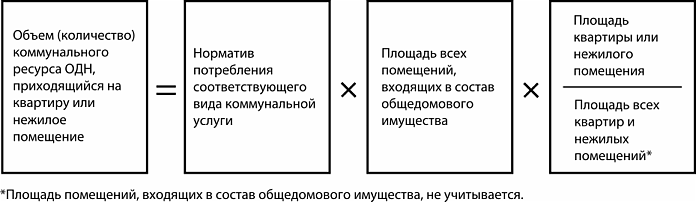 Объем (количество)
коммунального
ресурса ОДН,
приходящийся на
квартиру или
нежилое
помещение
=
Норматив
потребления
соответствующего
вида коммунальной
услуги
×
Площадь всех
помещений,
входящих в состав
общедомового
имущества
×
Площадь
квартиры или
нежилого
помещения
Площадь всех
квартир и
нежилых
помещений*
*Площадь помещений, входящих в состав общедомового имущества, не учитывается.